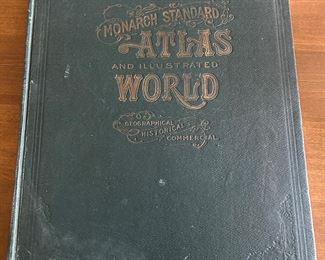 MONARCH STANDARD
ATLAS
AND ILLUSTRATED
WORLD
GEOGRAPHICAL
HISTORICAL
COMMERCIAL